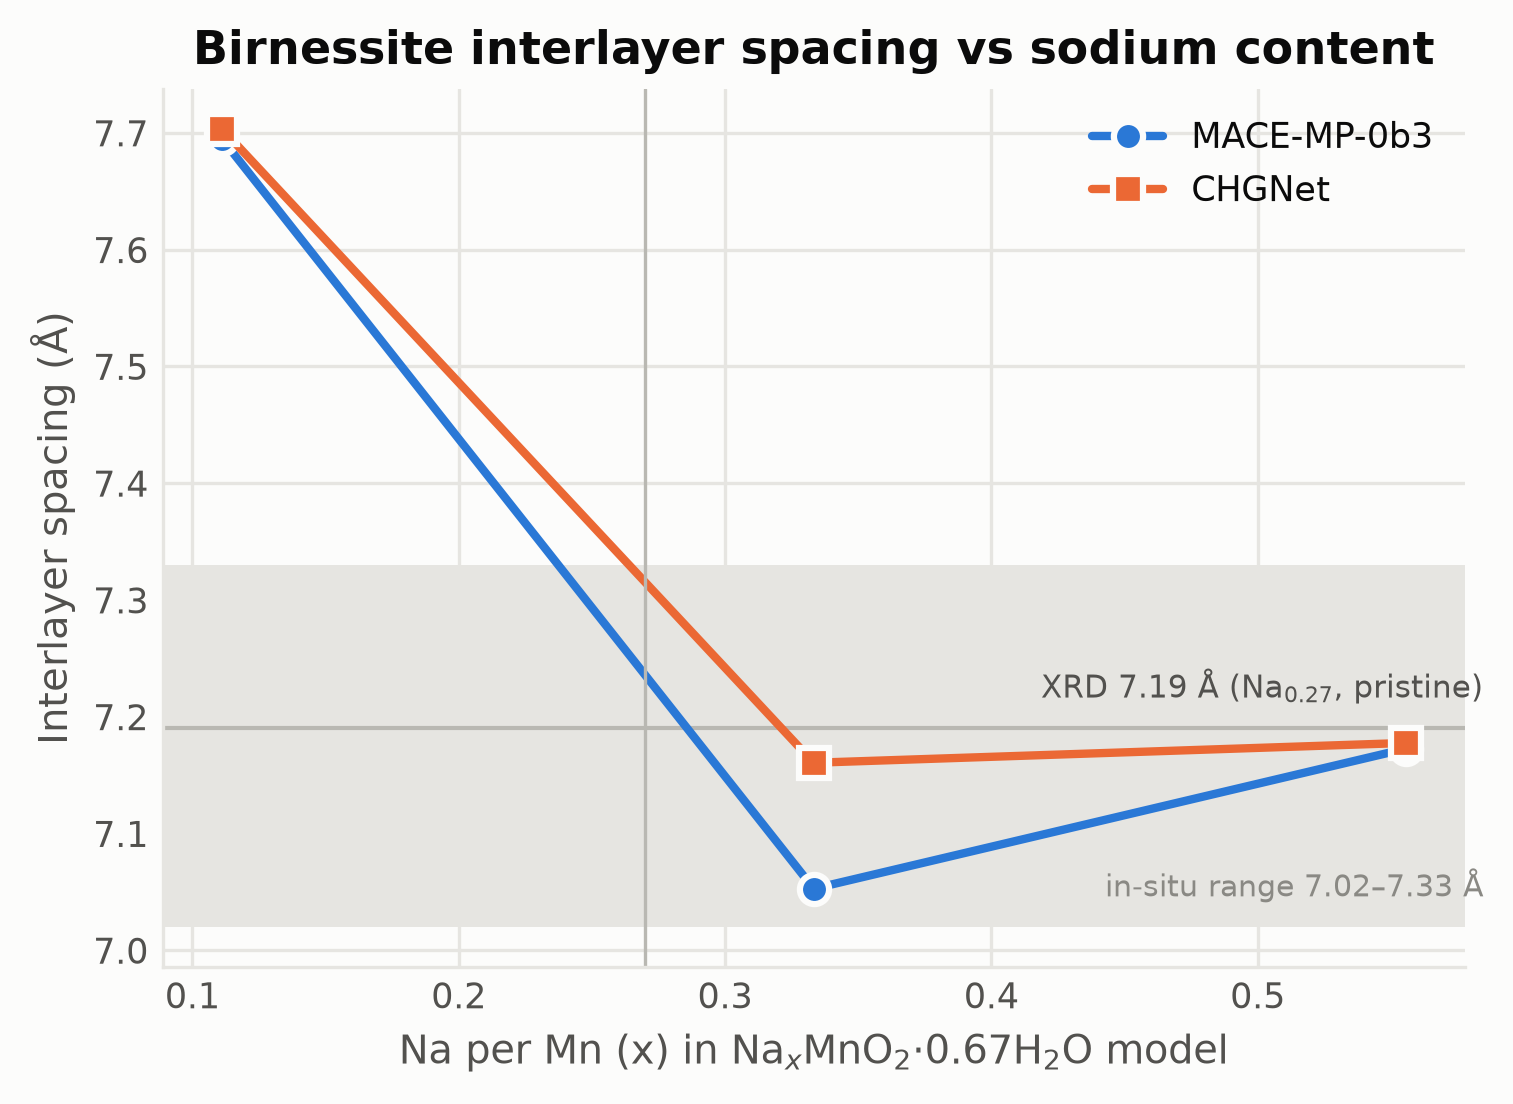 Birnessite interlayer spacing vs sodium content
MACE-MP-0b3
CHGNet
Interlayer spacing (Å)
7.7
7.6
7.5
7.4
7.3
7.2
7.1
7.0
XRD 7.19 Å (Na₀.₂₇, pristine)
in-situ range 7.02–7.33 Å
0.1
0.2
0.3
0.4
0.5
Na per Mn (x) in NaₓMnO₂·0.67H₂O model